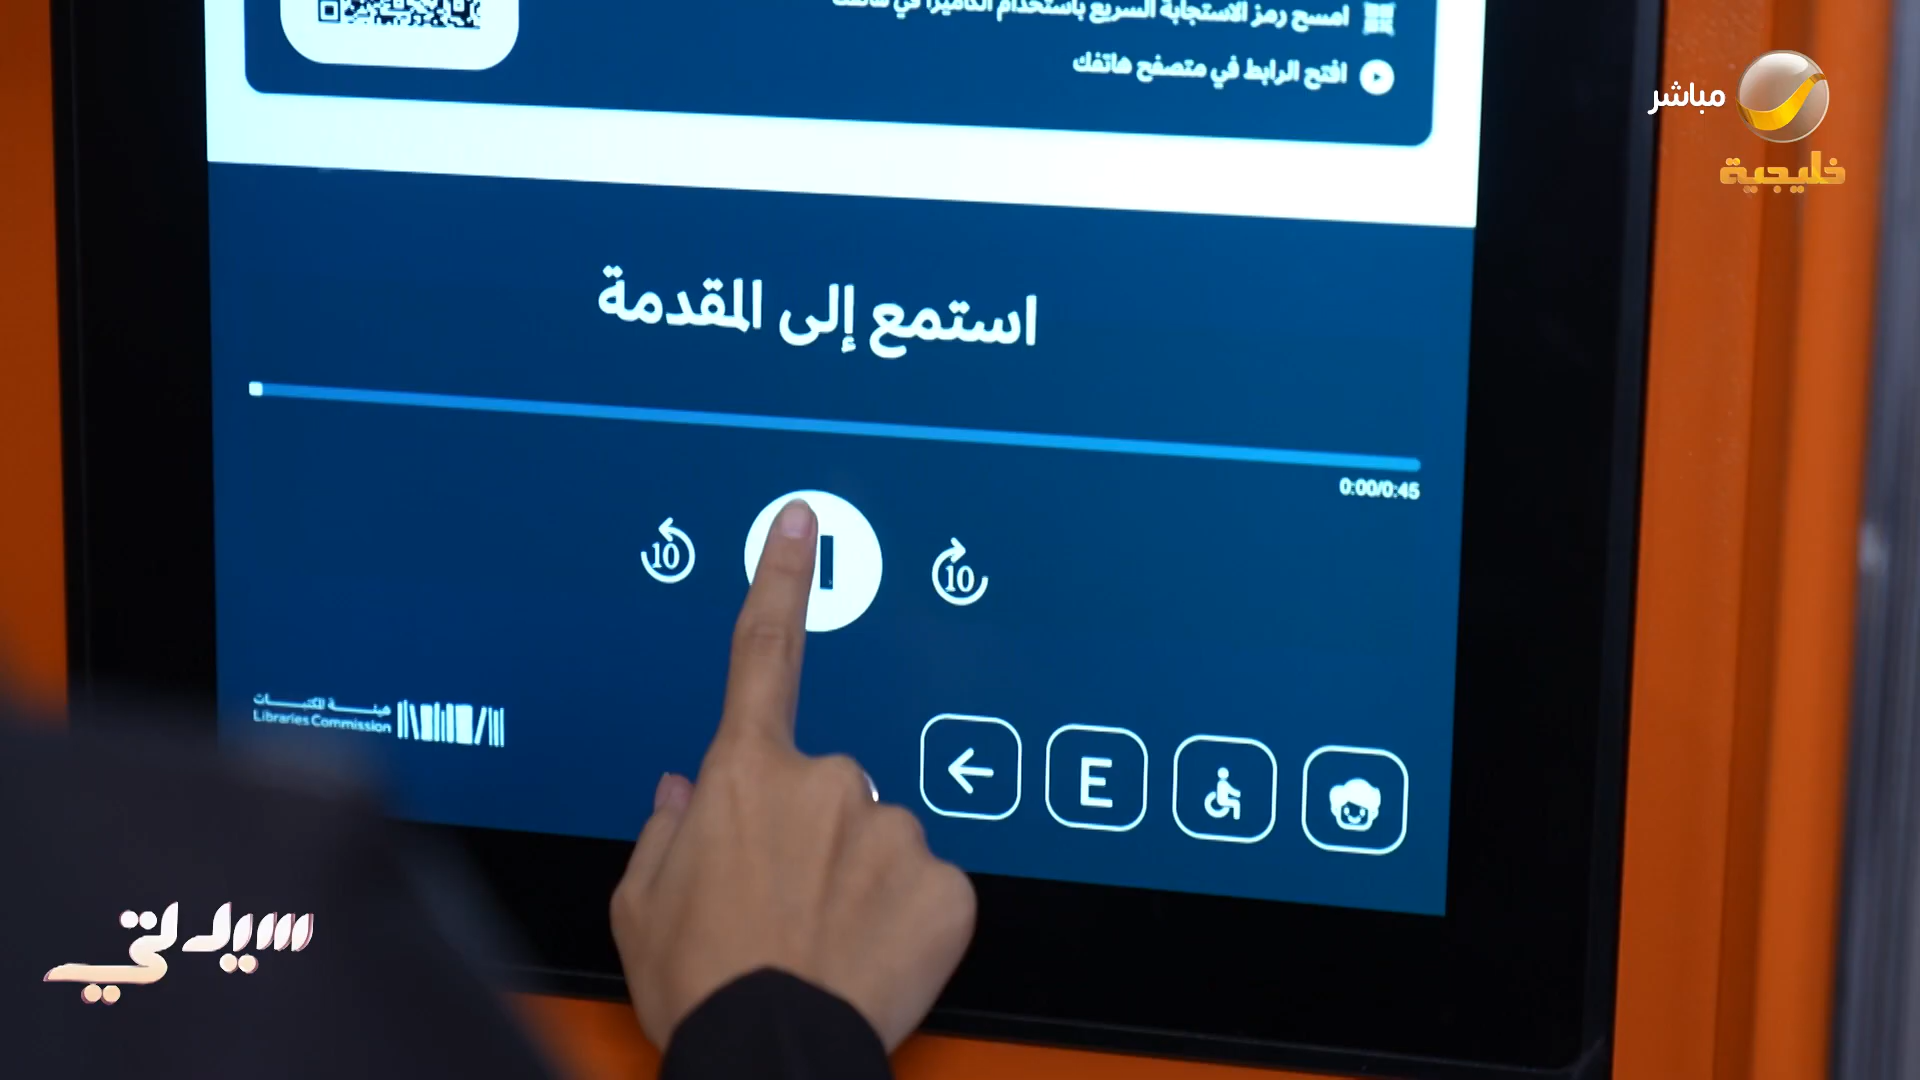 امسح رمز الاستجابة السريع باستخدام الكاميرا في هاتفك
افتح الرابط في متصفح هاتفك
مباشر
خليجية
استمع إلى المقدمة
0:00/0:45
10
10
هيئة المكتبات
Libraries Commission
E
سيدتي